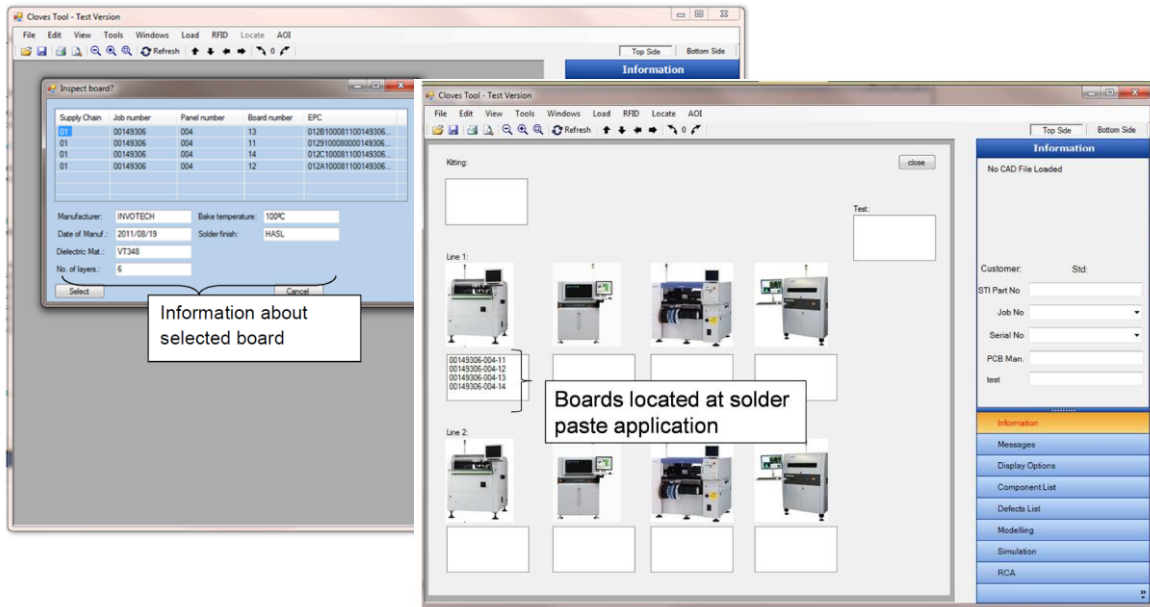 Cloves Tool - Test Version
File Edit View Tools Windows Load RFID Locate AOI
Refresh 0
Top Side Bottom Side
Information
Inspect board?
Supply Chain Job number Panel number Board number EPC
01 00149306 004 13 012B100081100149306...
01 00149306 004 11 0129100080000149306...
01 00149306 004 14 012C100081100149306...
01 00149306 004 12 012A100081100149306...
Manufacturer: INVOTECH Bake temperature: 100ºC
Date of Manuf.: 2011/08/19 Solder finish: HASL
Dielectric Mat.: VT348
No. of layers.: 6
Select Cancel
Information about
selected board
Cloves Tool - Test Version
File Edit View Tools Windows Load RFID Locate AOI
Refresh 0
Top Side Bottom Side
Kitting:
close
Test:
Line 1:
00149306-004-11
00149306-004-12
00149306-004-13
00149306-004-14
Boards located at solder
paste application
Line 2:
Information
No CAD File Loaded
Customer: Std:
STI Part No
Job No
Serial No
PCB Man.
test
Information
Messages
Display Options
Component List
Defects List
Modelling
Simulation
RCA